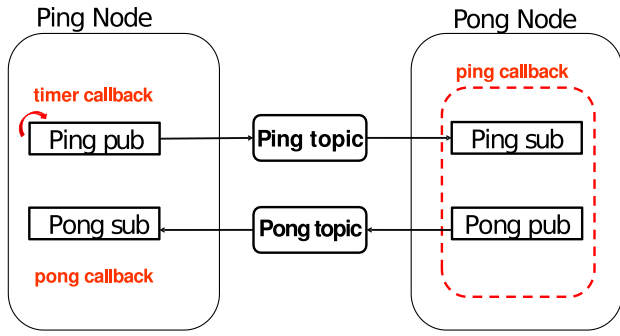 Ping Node
Pong Node
timer callback
ping callback
Ping pub
Ping topic
Ping sub
Pong sub
Pong topic
Pong pub
pong callback